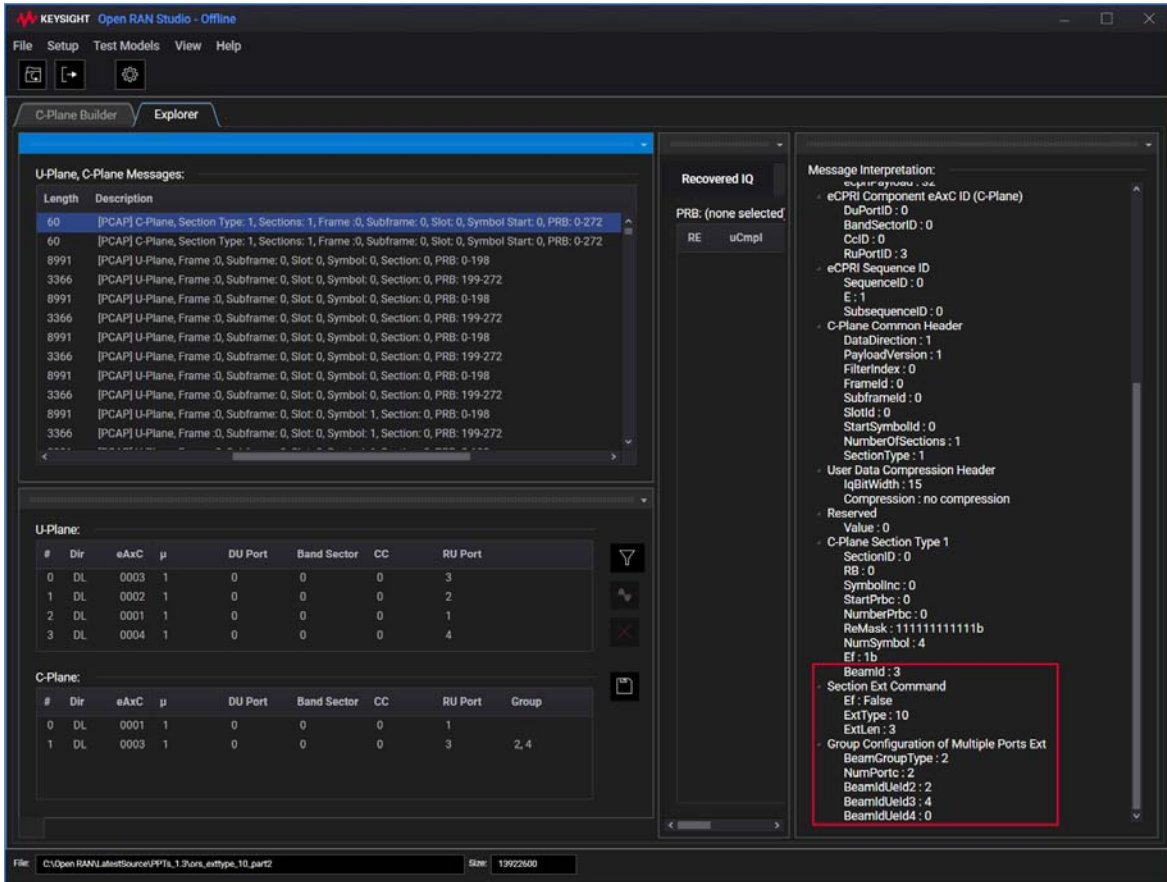 KEYSIGHT Open RAN Studio - Offline
File Setup Test Models View Help
C-Plane Builder Explorer
U-Plane, C-Plane Messages:
Length Description
60 [PCAP] C-Plane, Section Type: 1, Sections: 1, Frame :0, Subframe: 0, Slot: 0, Symbol Start: 0, PRB: 0-272
60 [PCAP] C-Plane, Section Type: 1, Sections: 1, Frame :0, Subframe: 0, Slot: 0, Symbol Start: 0, PRB: 0-272
8991 [PCAP] U-Plane, Frame :0, Subframe: 0, Slot: 0, Symbol: 0, Section: 0, PRB: 0-198
3366 [PCAP] U-Plane, Frame :0, Subframe: 0, Slot: 0, Symbol: 0, Section: 0, PRB: 199-272
8991 [PCAP] U-Plane, Frame :0, Subframe: 0, Slot: 0, Symbol: 0, Section: 0, PRB: 0-198
3366 [PCAP] U-Plane, Frame :0, Subframe: 0, Slot: 0, Symbol: 0, Section: 0, PRB: 199-272
8991 [PCAP] U-Plane, Frame :0, Subframe: 0, Slot: 0, Symbol: 0, Section: 0, PRB: 0-198
3366 [PCAP] U-Plane, Frame :0, Subframe: 0, Slot: 0, Symbol: 0, Section: 0, PRB: 199-272
8991 [PCAP] U-Plane, Frame :0, Subframe: 0, Slot: 0, Symbol: 0, Section: 0, PRB: 0-198
3366 [PCAP] U-Plane, Frame :0, Subframe: 0, Slot: 0, Symbol: 0, Section: 0, PRB: 199-272
8991 [PCAP] U-Plane, Frame :0, Subframe: 0, Slot: 0, Symbol: 1, Section: 0, PRB: 0-198
3366 [PCAP] U-Plane, Frame :0, Subframe: 0, Slot: 0, Symbol: 1, Section: 0, PRB: 199-272
U-Plane:
# Dir eAxC µ DU Port Band Sector CC RU Port
0 DL 0003 1 0 0 0 3
1 DL 0002 1 0 0 0 2
2 DL 0001 1 0 0 0 1
3 DL 0004 1 0 0 0 4
C-Plane:
# Dir eAxC µ DU Port Band Sector CC RU Port Group
0 DL 0001 1 0 0 0 1
1 DL 0003 1 0 0 0 3 2, 4
Recovered IQ
PRB: (none selected)
RE uCmpl
Message Interpretation:
ecpriPayload : 32
eCPRI Component eAxC ID (C-Plane)
DuPortID : 0
BandSectorID : 0
CcID : 0
RuPortID : 3
eCPRI Sequence ID
SequenceID : 0
E : 1
SubsequenceID : 0
C-Plane Common Header
DataDirection : 1
PayloadVersion : 1
FilterIndex : 0
FrameId : 0
SubframeId : 0
SlotId : 0
StartSymbolId : 0
NumberOfSections : 1
SectionType : 1
User Data Compression Header
IqBitWidth : 15
Compression : no compression
Reserved
Value : 0
C-Plane Section Type 1
SectionID : 0
RB : 0
SymbolInc : 0
StartPrbc : 0
NumberPrbc : 0
ReMask : 111111111111b
NumSymbol : 4
Ef : 1b
BeamId : 3
Section Ext Command
Ef : False
ExtType : 10
ExtLen : 3
Group Configuration of Multiple Ports Ext
BeamGroupType : 2
NumPortc : 2
BeamIdUeId2 : 2
BeamIdUeId3 : 4
BeamIdUeId4 : 0
File: C:\Open RAN\LatestSource\PPTs_1.3\ors_exttype_10_part2 Size: 13922600